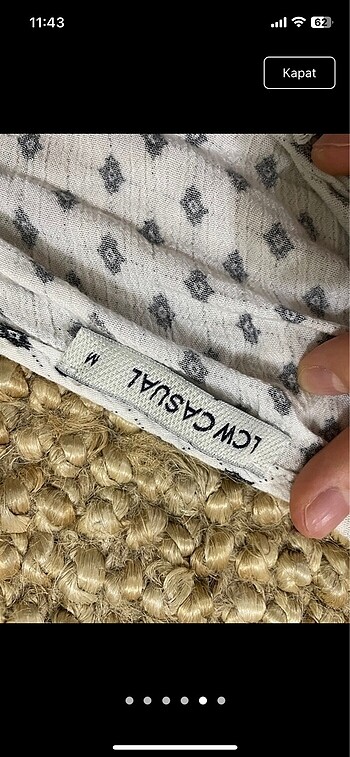 11:43
62
Kapat
LCW CASUAL
M